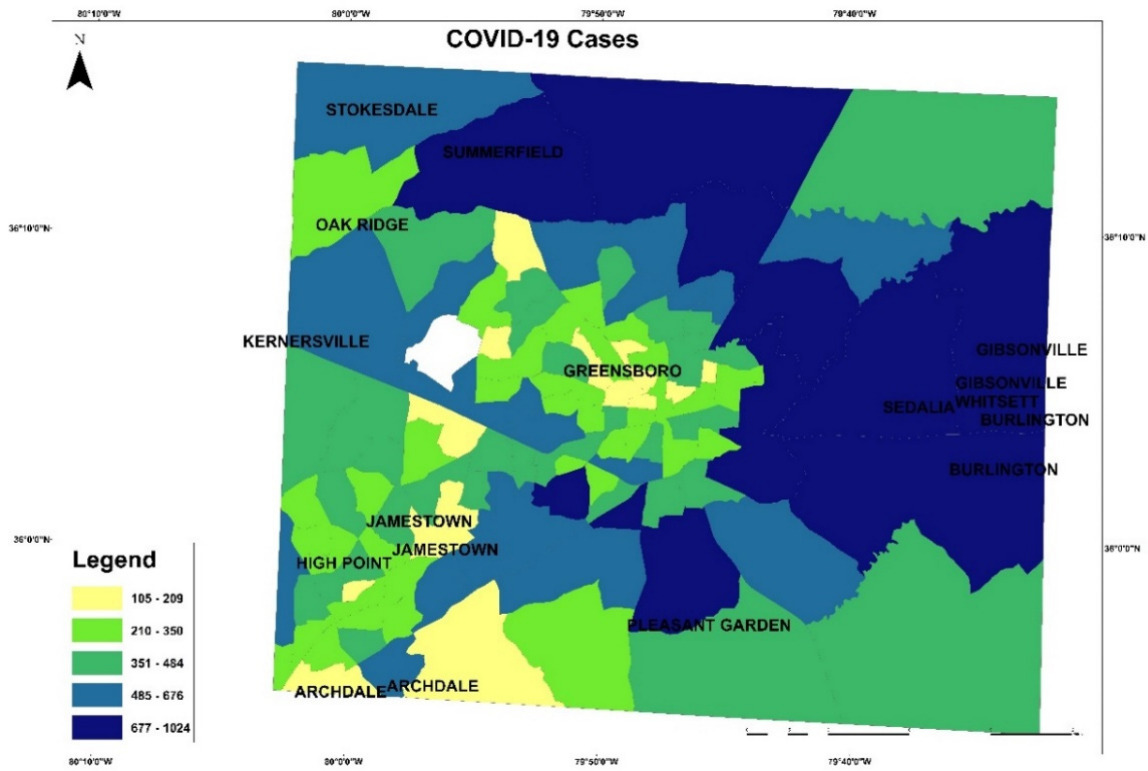 80°10'0"W 80°0'0"W 79°50'0"W 79°40'0"W
N
COVID-19 Cases
STOKESDALE
SUMMERFIELD
OAK RIDGE
36°10'0"N
36°10'0"N
KERNERSVILLE
GIBSONVILLE
GREENSBORO
GIBSONVILLE
WHITSETT
SEDALIA
BURLINGTON
BURLINGTON
JAMESTOWN
36°0'0"N
36°0'0"N
JAMESTOWN
HIGH POINT
Legend
105 - 209
210 - 350
351 - 484
485 - 676
677 - 1024
PLEASANT GARDEN
ARCHDALE
ARCHDALE
80°10'0"W 80°0'0"W 79°50'0"W 79°40'0"W